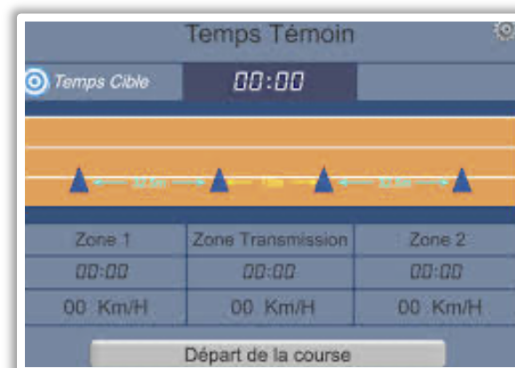 Temps Témoin
Temps Cible 00:00
Zone 1 Zone Transmission Zone 2
00:00 00:00 00:00
00 Km/H 00 Km/H 00 Km/H
Départ de la course